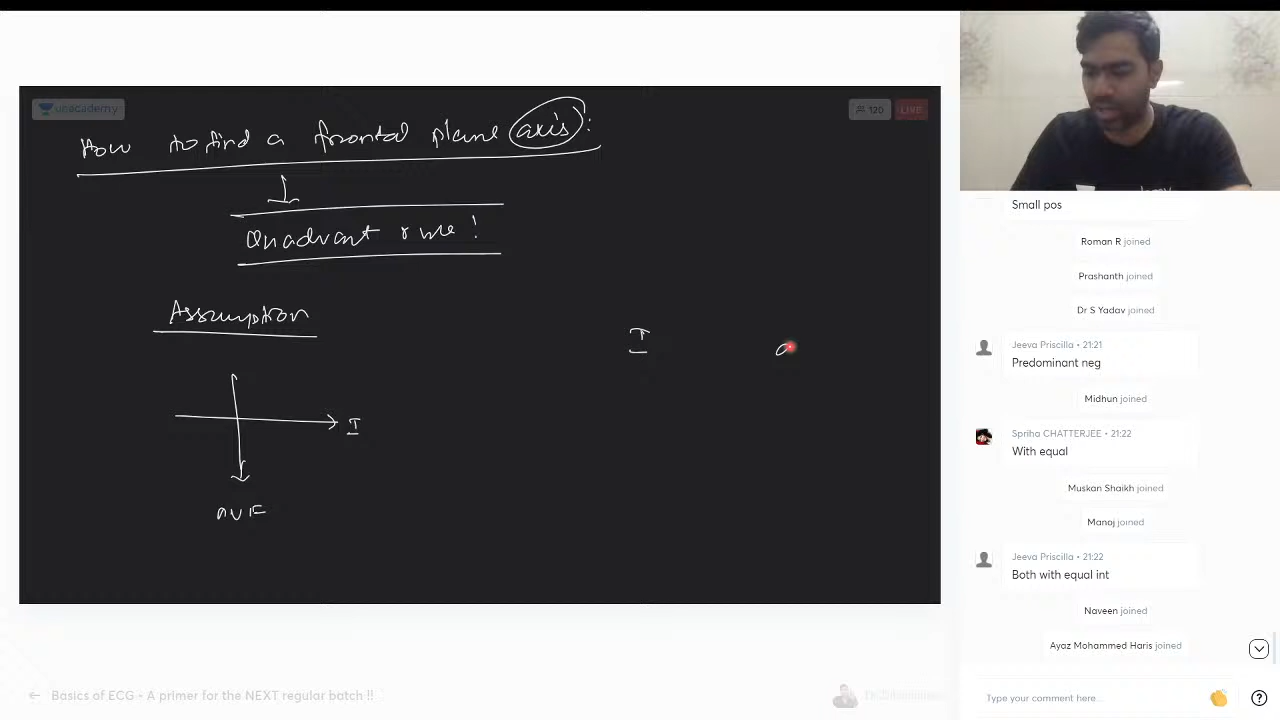 unacademy
120
LIVE
How to find a frontal plane axis:
Quadrant rule!
Assumption
I
I
aVF
Small pos
Roman R joined
Prashanth joined
Dr S Yadav joined
Jeeva Priscilla • 21:21
Predominant neg
Midhun joined
Spriha CHATTERJEE • 21:22
With equal
Muskan Shaikh joined
Manoj joined
Jeeva Priscilla • 21:22
Both with equal int
Naveen joined
Ayaz Mohammed Haris joined
Type your comment here...
← Basics of ECG - A primer for the NEXT regular batch !!